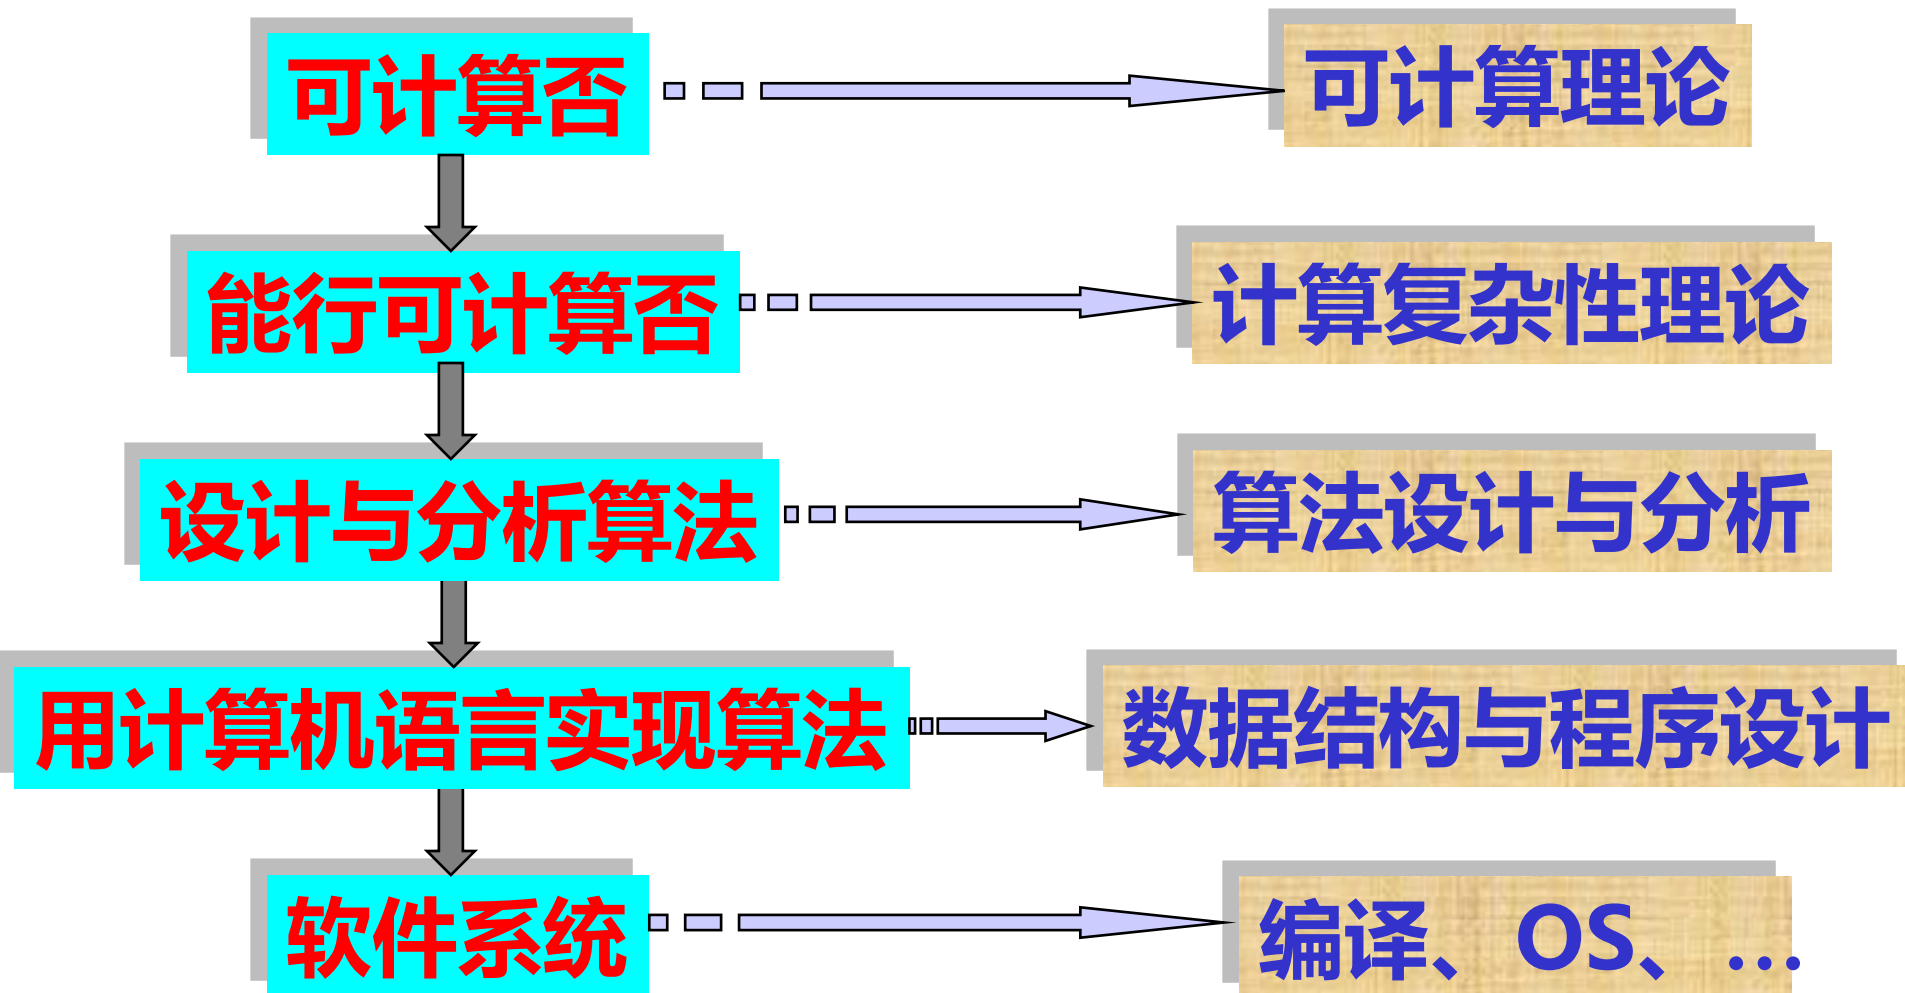 可计算否
可计算理论
能行可计算否
计算复杂性理论
设计与分析算法
算法设计与分析
用计算机语言实现算法
数据结构与程序设计
软件系统
编译、OS、…